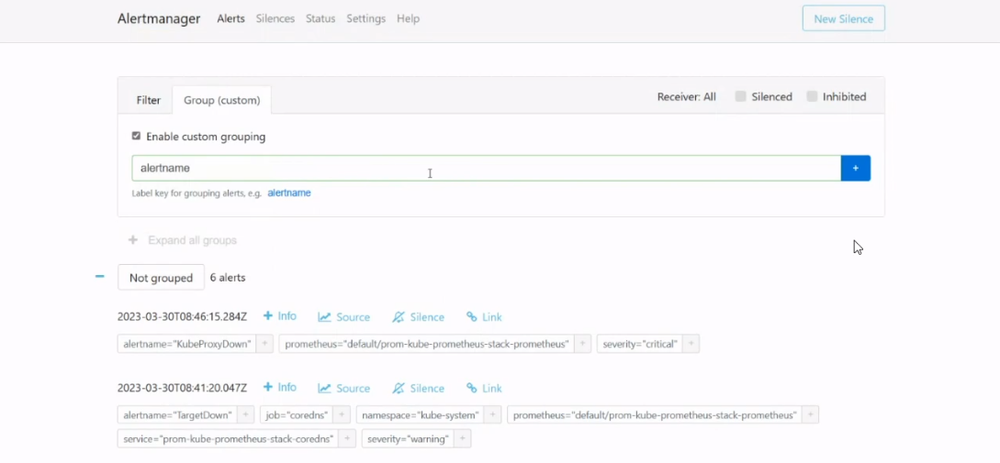 Alertmanager Alerts Silences Status Settings Help New Silence
Filter Group (custom) Receiver: All Silenced Inhibited
Enable custom grouping
alertname +
Label key for grouping alerts, e.g. alertname
+ Expand all groups
− Not grouped 6 alerts
2023-03-30T08:46:15.284Z + Info Source Silence Link
alertname="KubeProxyDown" + prometheus="default/prom-kube-prometheus-stack-prometheus" + severity="critical" +
2023-03-30T08:41:20.047Z + Info Source Silence Link
alertname="TargetDown" + job="coredns" + namespace="kube-system" + prometheus="default/prom-kube-prometheus-stack-prometheus" +
service="prom-kube-prometheus-stack-coredns" + severity="warning" +